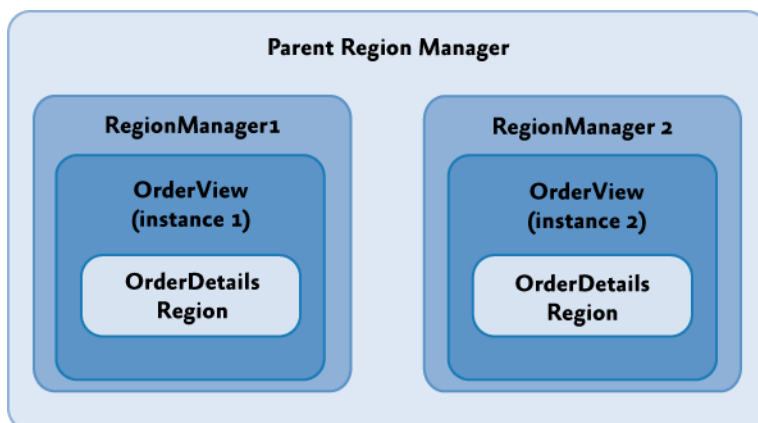 Parent Region Manager
RegionManager1
OrderView
(instance 1)
OrderDetails
Region
RegionManager 2
OrderView
(instance 2)
OrderDetails
Region